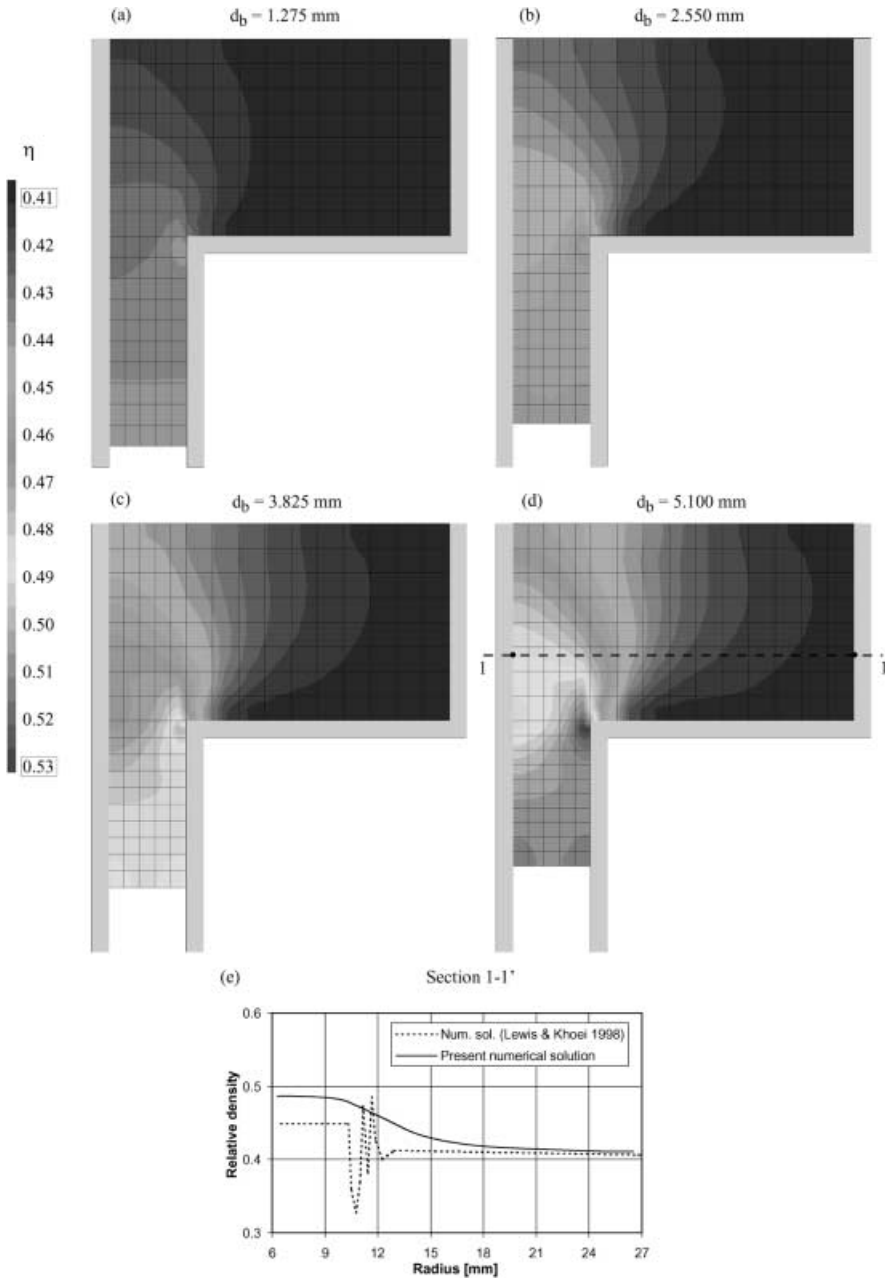 (a) d_b = 1.275 mm
(b) d_b = 2.550 mm
η
0.41
0.42
0.43
0.44
0.45
0.46
0.47
0.48
0.49
0.50
0.51
0.52
0.53
(c) d_b = 3.825 mm
(d) d_b = 5.100 mm
1
1'
(e) Section 1-1’
Relative density
0.6
0.5
0.4
0.3
Num. sol. (Lewis & Khoei 1998)
Present numerical solution
6 9 12 15 18 21 24 27
Radius [mm]